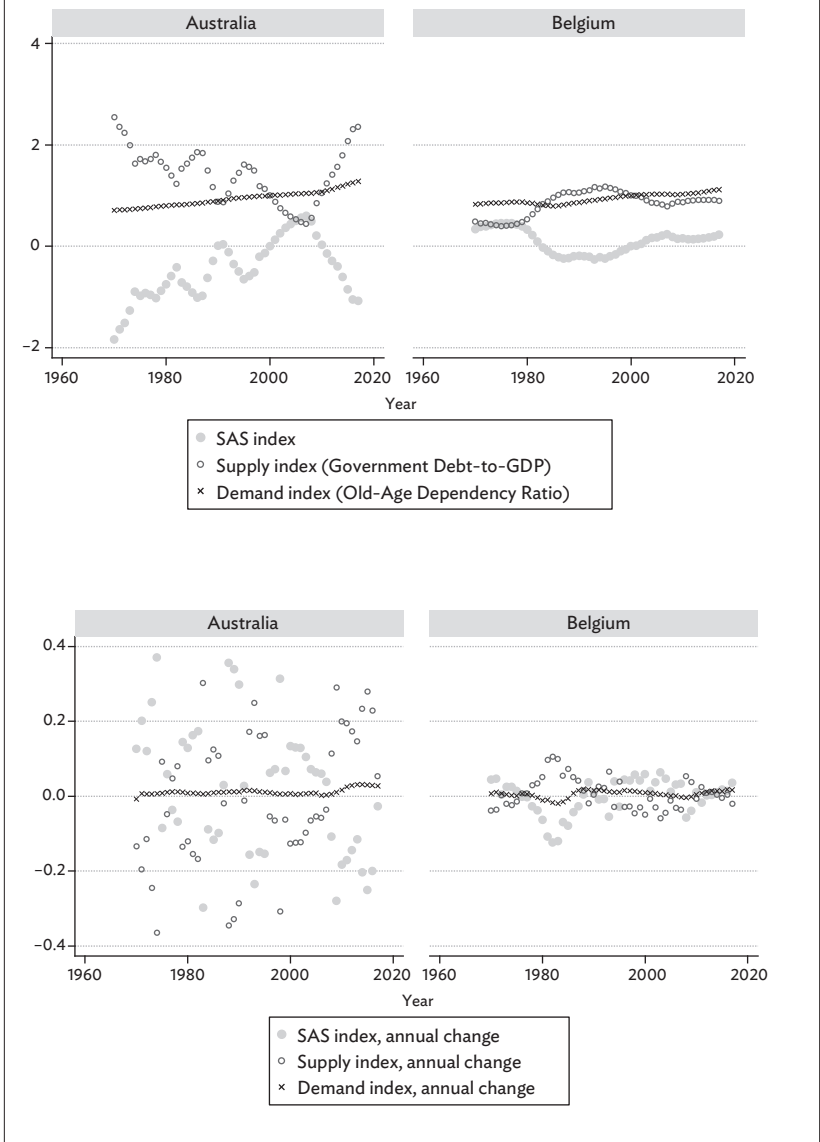 Australia
Belgium
4
2
0
−2
1960
1980
2000
2020
1960
1980
2000
2020
Year
SAS index
Supply index (Government Debt-to-GDP)
Demand index (Old-Age Dependency Ratio)
Australia
Belgium
0.4
0.2
0.0
−0.2
−0.4
1960
1980
2000
2020
1960
1980
2000
2020
Year
SAS index, annual change
Supply index, annual change
Demand index, annual change